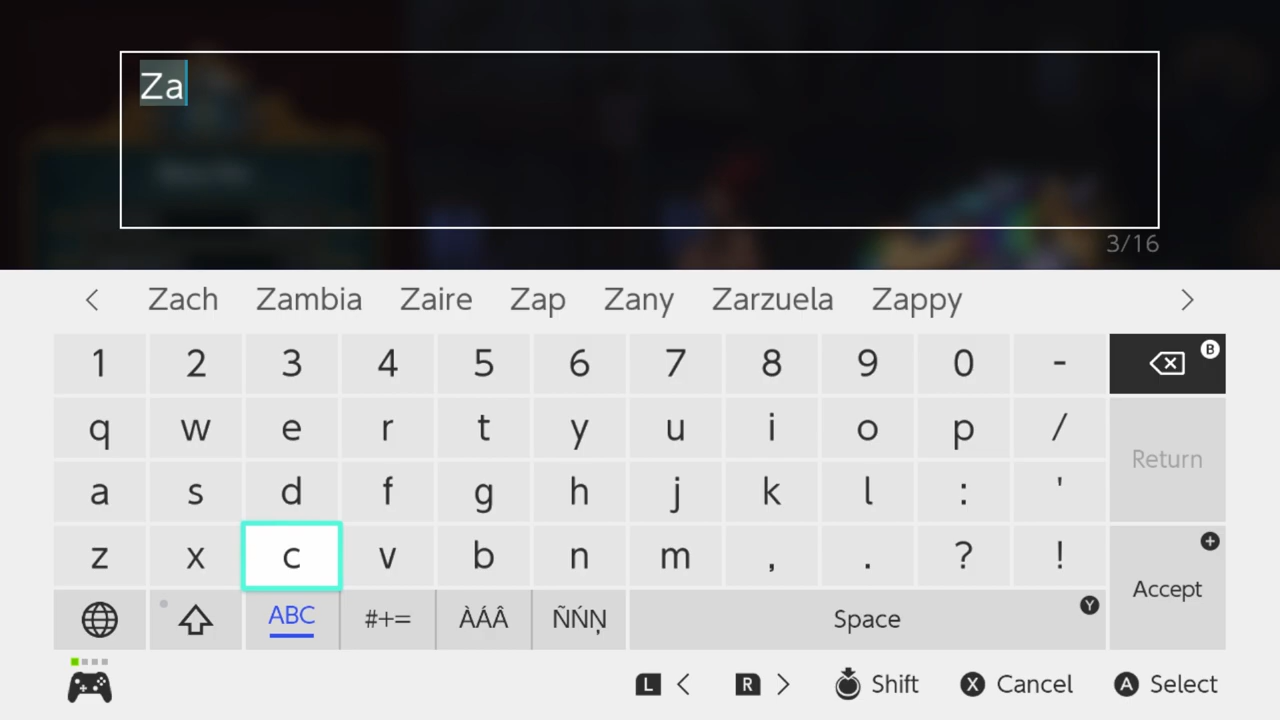 Za
3/16
Zach Zambia Zaire Zap Zany Zarzuela Zappy
1 2 3 4 5 6 7 8 9 0 - B
q w e r t y u i o p /
Return
a s d f g h j k l : '
z x c v b n m , . ? ! +
Accept
ABC #+= ÀÁÂ ÑŃŅ Space Y
L R Shift X Cancel A Select